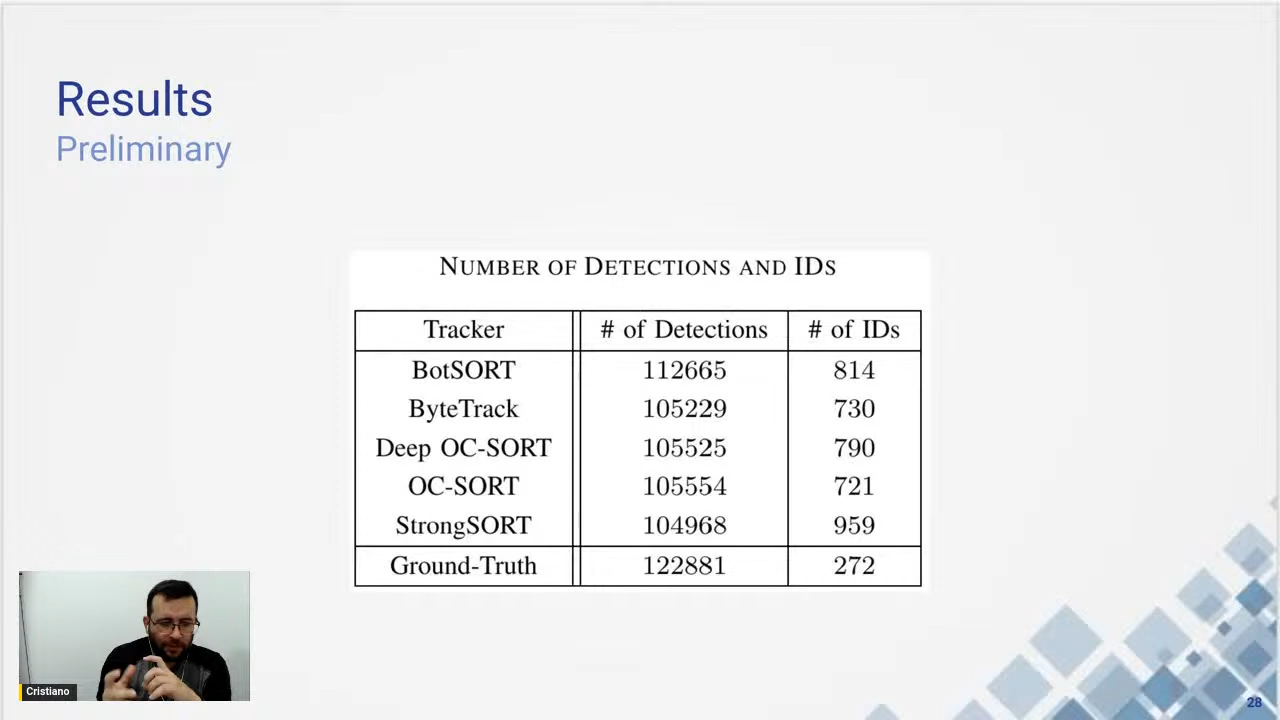 Results
Preliminary
NUMBER OF DETECTIONS AND IDS
Tracker # of Detections # of IDs
BotSORT 112665 814
ByteTrack 105229 730
Deep OC-SORT 105525 790
OC-SORT 105554 721
StrongSORT 104968 959
Ground-Truth 122881 272
Cristiano
28